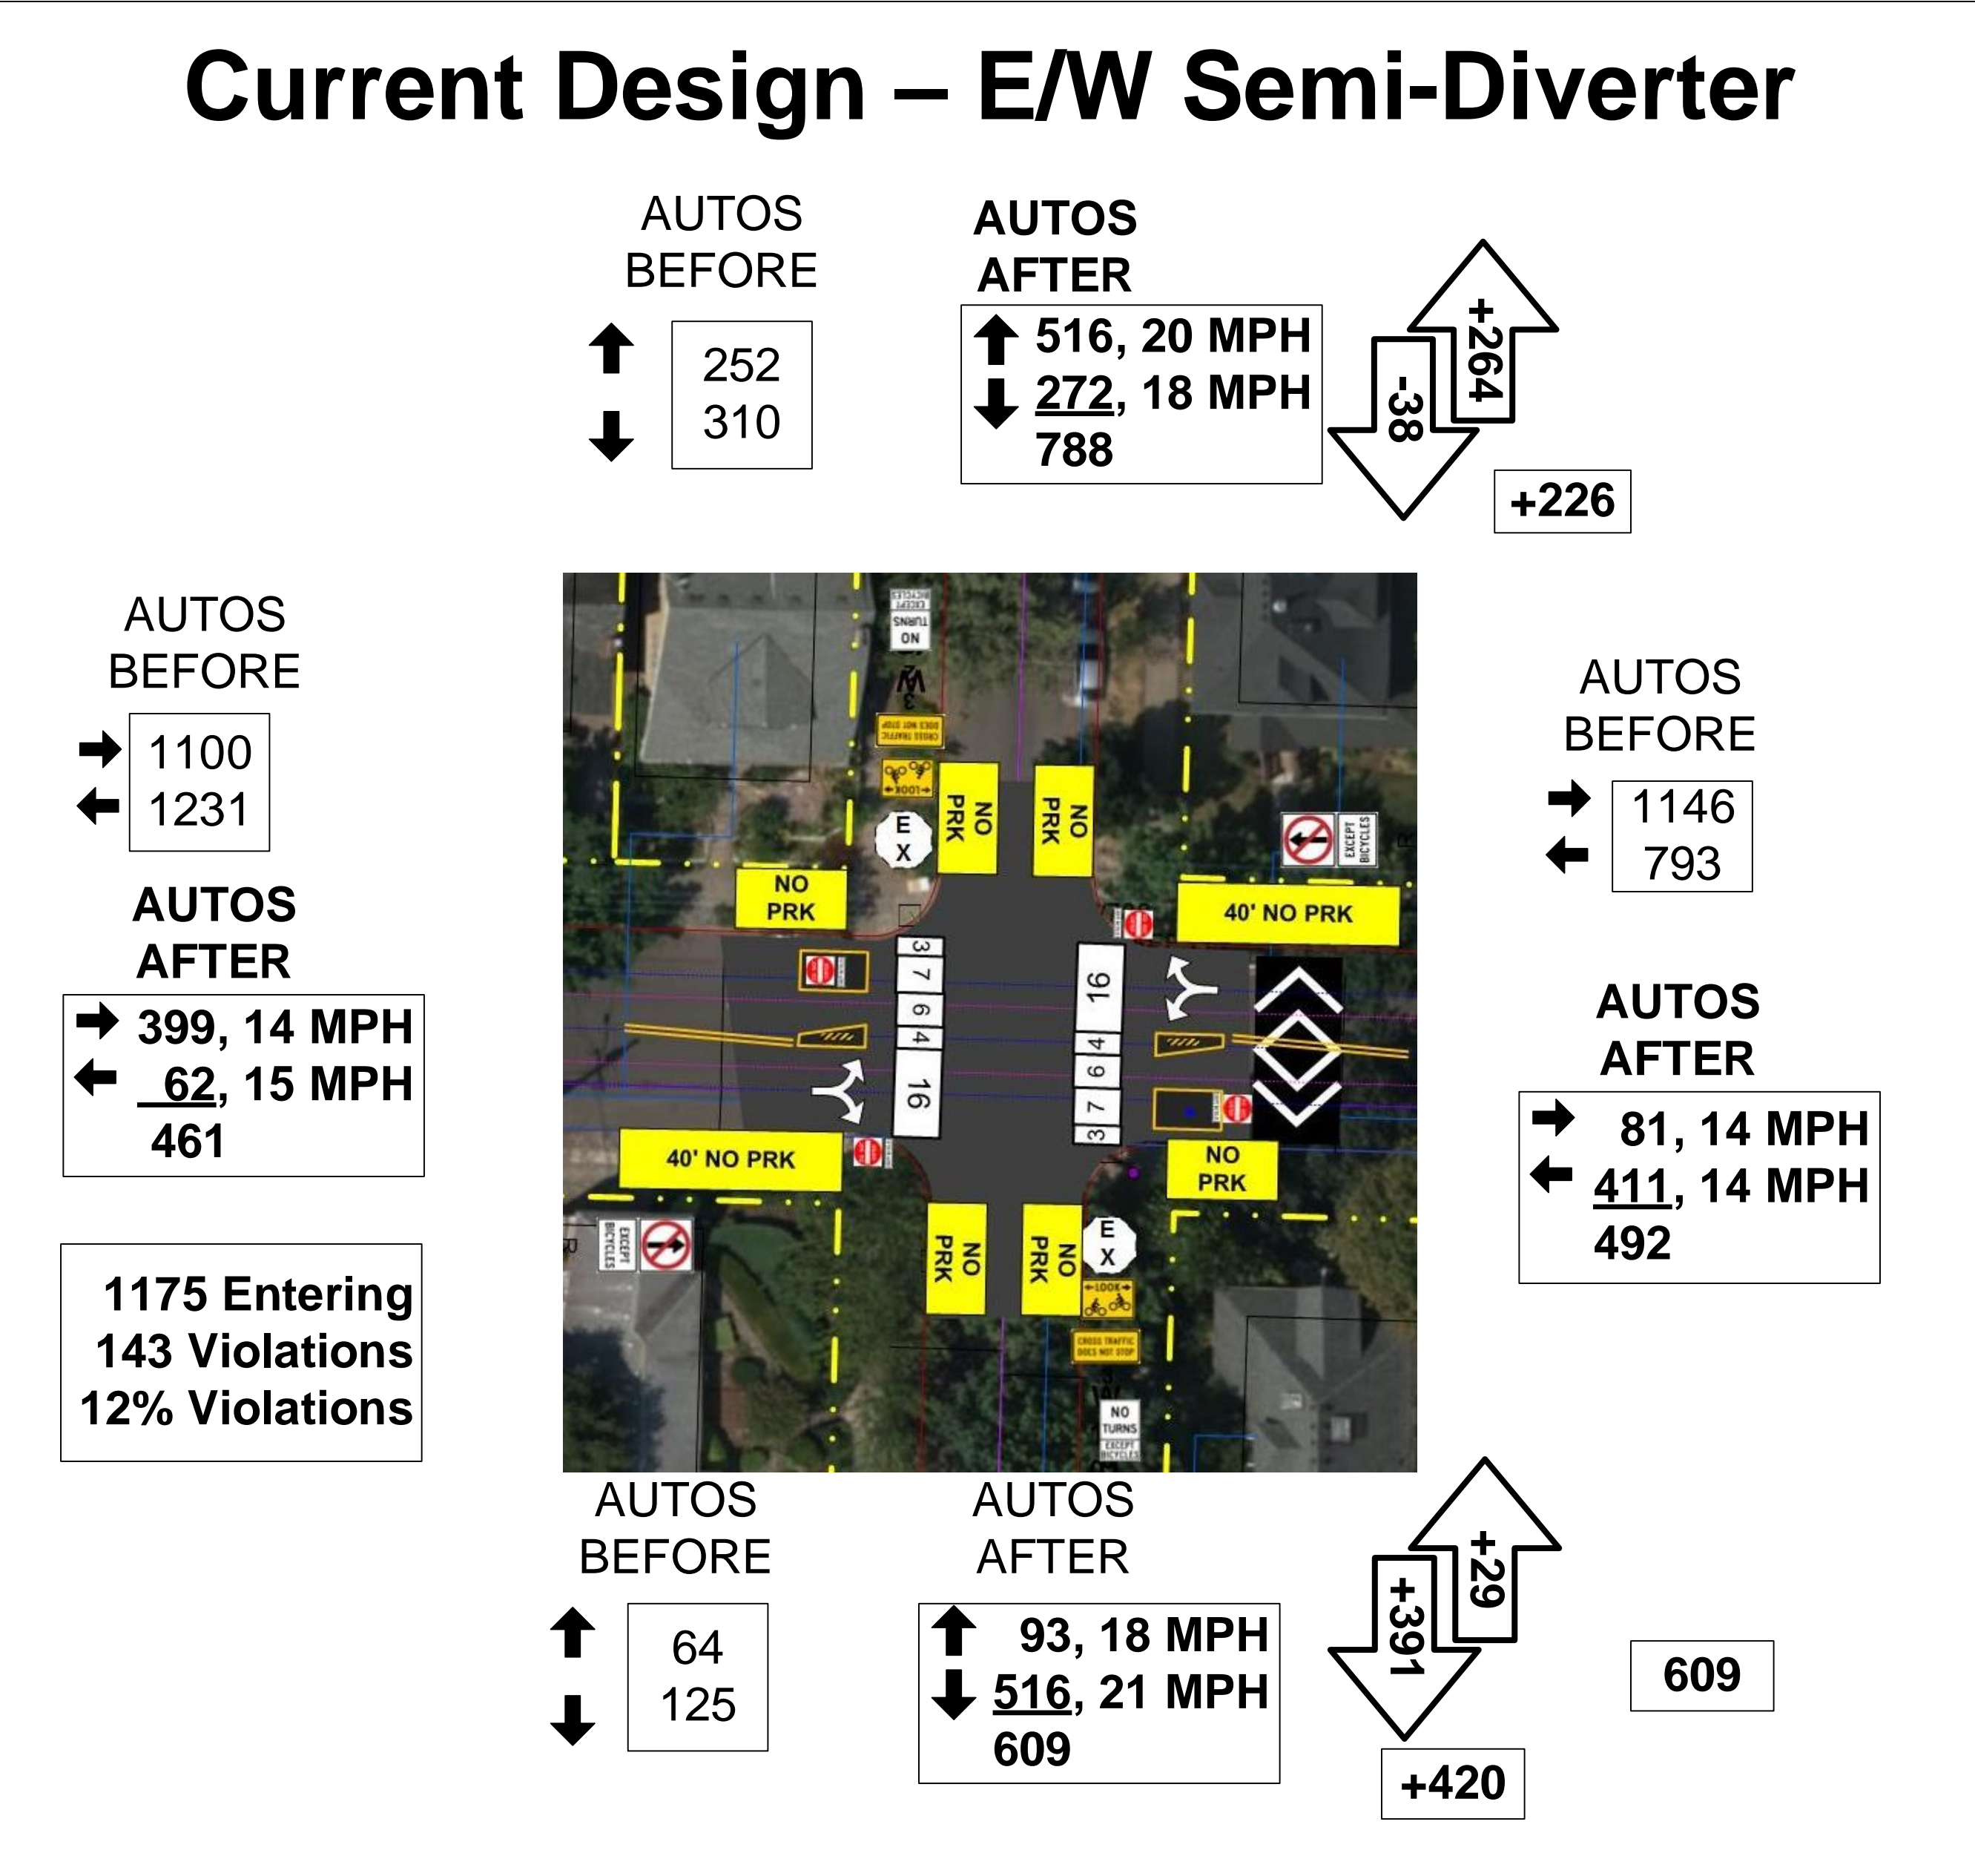 Current Design – E/W Semi-Diverter
AUTOS
BEFORE
252
310
AUTOS
AFTER
516, 20 MPH
272, 18 MPH
788
+264
-38
+226
AUTOS
BEFORE
1100
1231
AUTOS
AFTER
399, 14 MPH
62, 15 MPH
461
1175 Entering
143 Violations
12% Violations
EXCEPT
BICYCLES
NO
TURNS
CROSS TRAFFIC
DOES NOT STOP
LOOK
E
X
NO
PRK
NO
PRK
NO
PRK
EXCEPT
BICYCLES
40' NO PRK
3
7
6
4
16
16
4
6
7
3
40' NO PRK
NO
PRK
EXCEPT
BICYCLES
NO
PRK
NO
PRK
E
X
LOOK
CROSS TRAFFIC
DOES NOT STOP
NO
TURNS
EXCEPT
BICYCLES
AUTOS
BEFORE
1146
793
AUTOS
AFTER
81, 14 MPH
411, 14 MPH
492
AUTOS
BEFORE
64
125
AUTOS
AFTER
93, 18 MPH
516, 21 MPH
609
+29
+391
+420
609